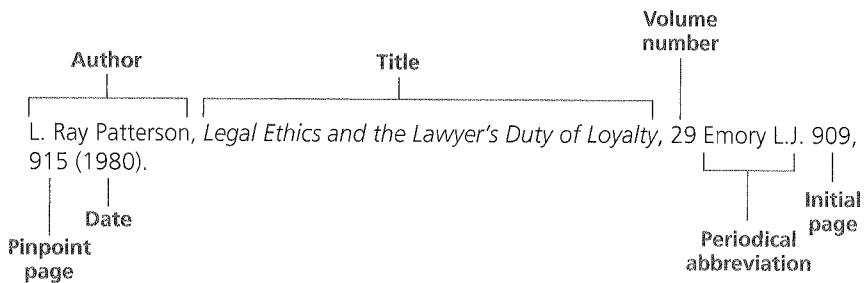 Volume
number
Author
Title
L. Ray Patterson, Legal Ethics and the Lawyer's Duty of Loyalty, 29 Emory L.J. 909,
915 (1980).
Date
Pinpoint
page
Initial
page
Periodical
abbreviation